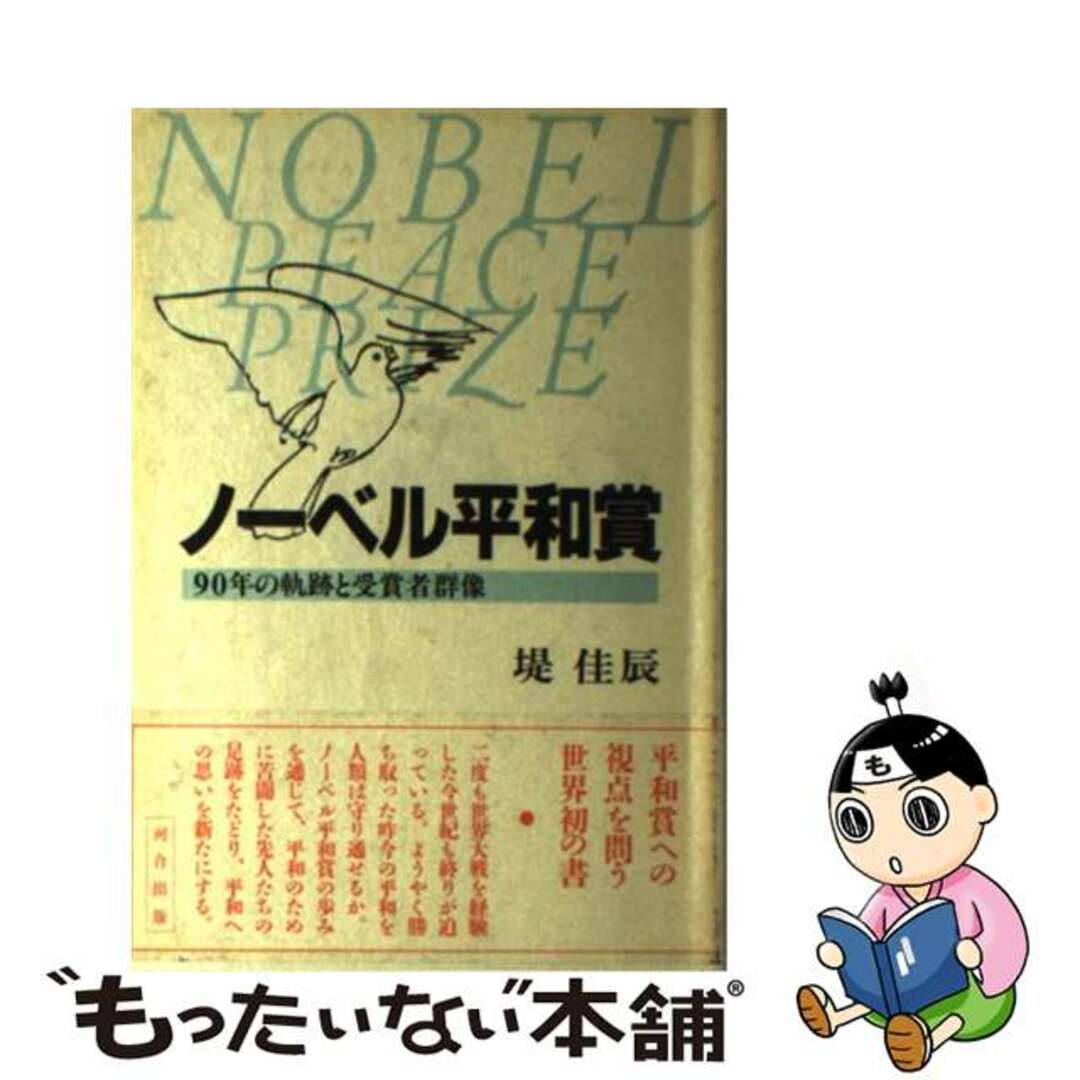 NOBEL
PEACE
PRIZE
ノーベル平和賞
90年の軌跡と受賞者群像
堤 佳辰
平和賞への
視点を問う
世界初の書
●
二度も世界大戦を経験
した今世紀も終りが迫
っている。ようやく勝
ち取った昨今の平和を
人類は守り通せるか。
ノーベル平和賞の歩み
を通じて、平和のため
に苦闘した先人たちの
足跡をたどり、平和へ
の思いを新たにする。
河合出版
も
“もったいない”本舗®